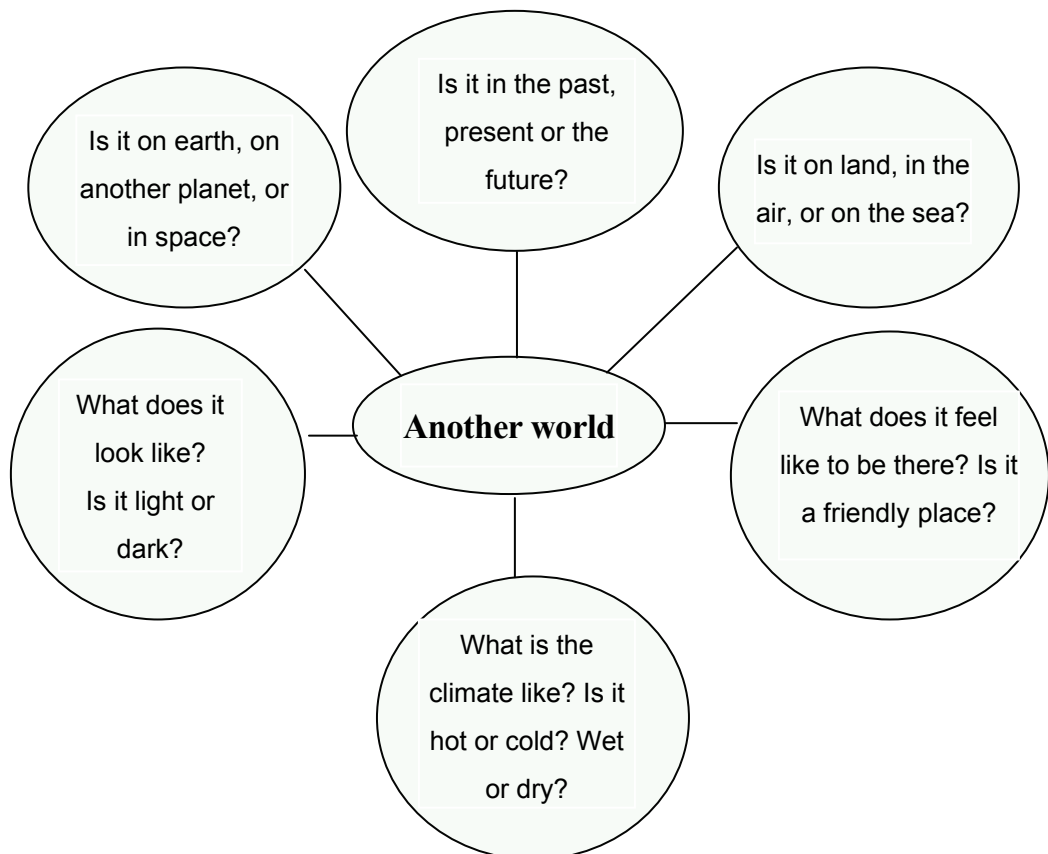 Is it in the past,
present or the
future?
Is it on earth, on
another planet, or
in space?
Is it on land, in the
air, or on the sea?
What does it
look like?
Is it light or
dark?
Another world
What does it feel
like to be there? Is it
a friendly place?
What is the
climate like? Is it
hot or cold? Wet
or dry?